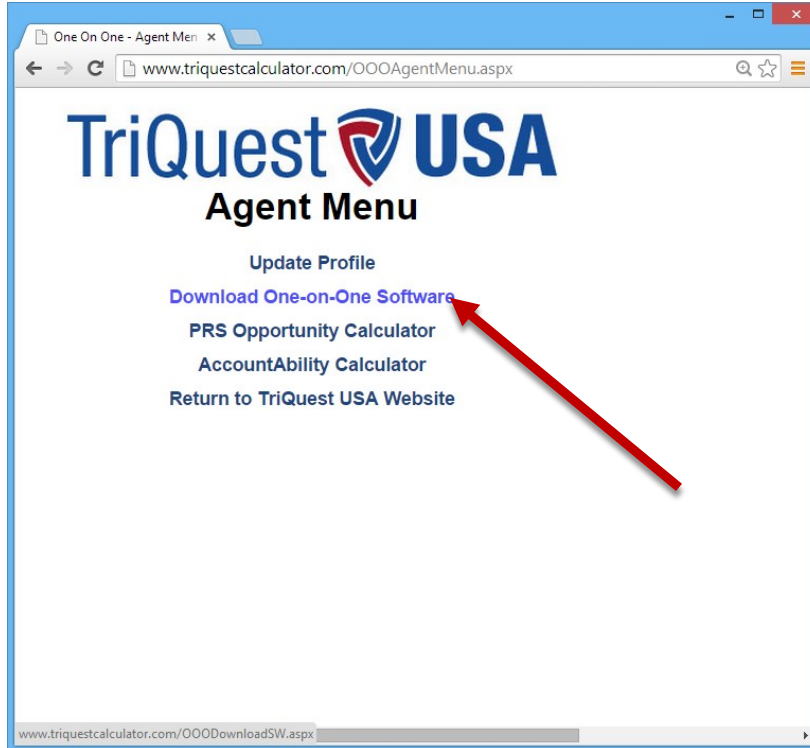 One On One - Agent Men
www.triquestcalculator.com/OOOAgentMenu.aspx
TriQuest USA
Agent Menu
Update Profile
Download One-on-One Software
PRS Opportunity Calculator
AccountAbility Calculator
Return to TriQuest USA Website
www.triquestcalculator.com/OOODownloadSW.aspx